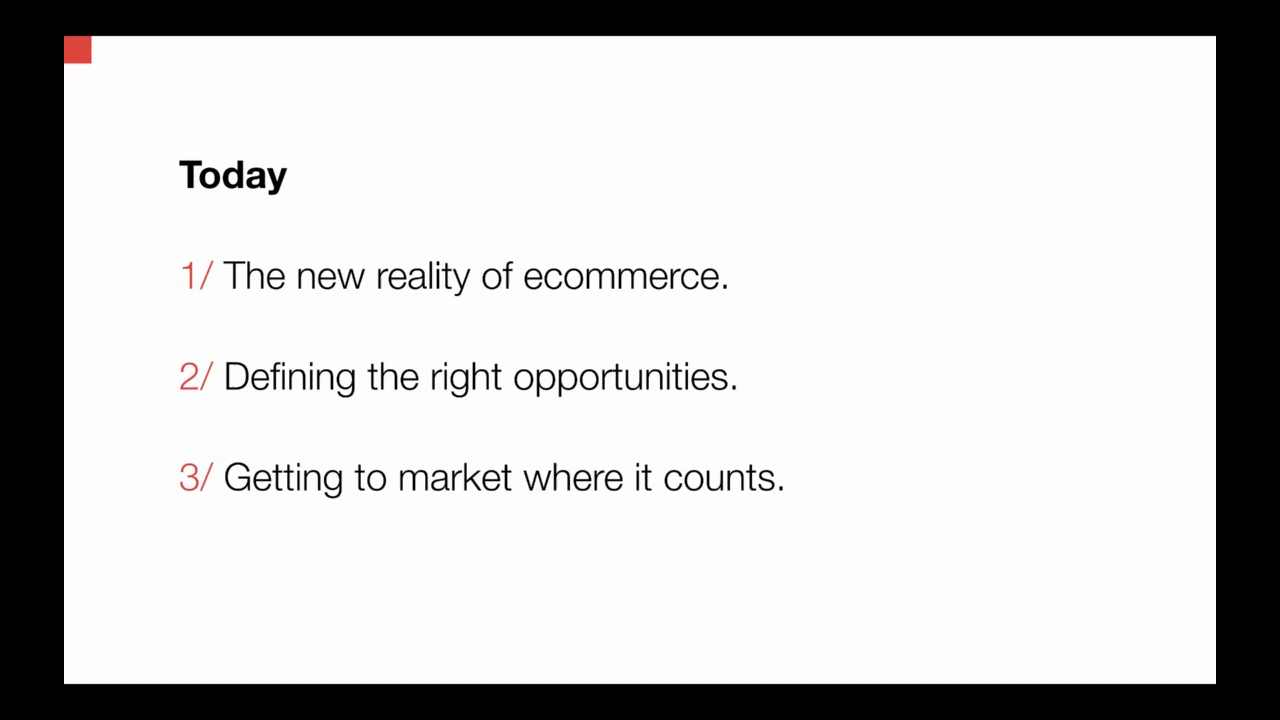 Today
1/ The new reality of ecommerce.
2/ Defining the right opportunities.
3/ Getting to market where it counts.